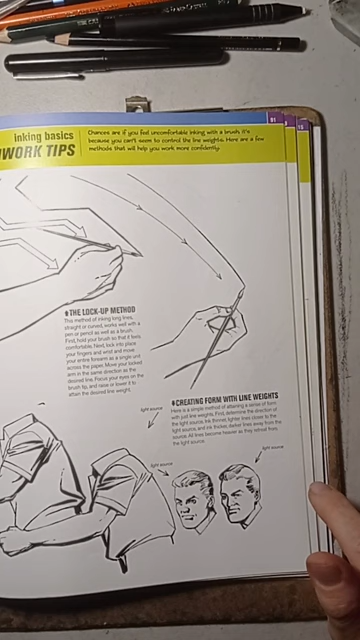 91
9
15
inking basics
WORK TIPS
Chances are if you feel uncomfortable inking with a brush it's
because you can't seem to control the line weights. Here are a few
methods that will help you work more confidently.
THE LOCK-UP METHOD
This method of inking long lines,
straight or curved, works well with a
pen or pencil as well as a brush.
First, hold your brush so that it feels
comfortable. Next, lock into place
your fingers and wrist and move
your entire forearm as a single unit
across the paper. Move your locked
arm in the same direction as the
desired line. Focus your eyes on the
brush tip, and raise or lower it to
attain the desired line weight.
CREATING FORM WITH LINE WEIGHTS
Here is a simple method of attaining a sense of form
with just line weights. First, determine the direction of
the light source. Ink thinner, lighter lines closer to the
light source, and ink thicker, darker lines away from the
source. All lines become heavier as they retreat from
the light source.
light source
light source
light source